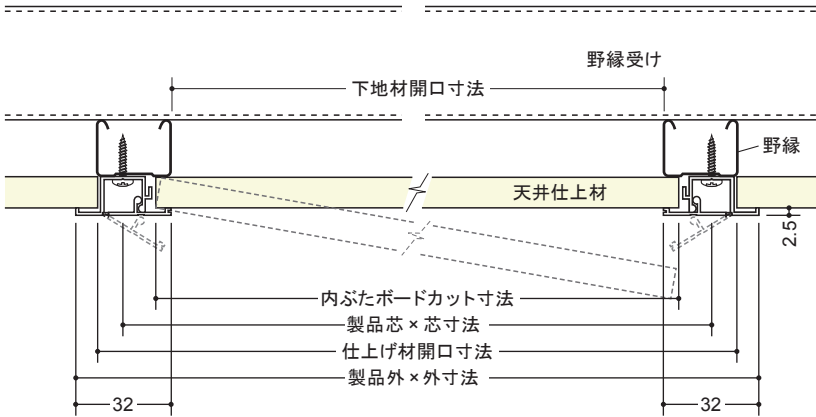 野縁受け
下地材開口寸法
野縁
天井仕上材
2.5
内ぶたボードカット寸法
製品芯×芯寸法
仕上げ材開口寸法
製品外×外寸法
32
32